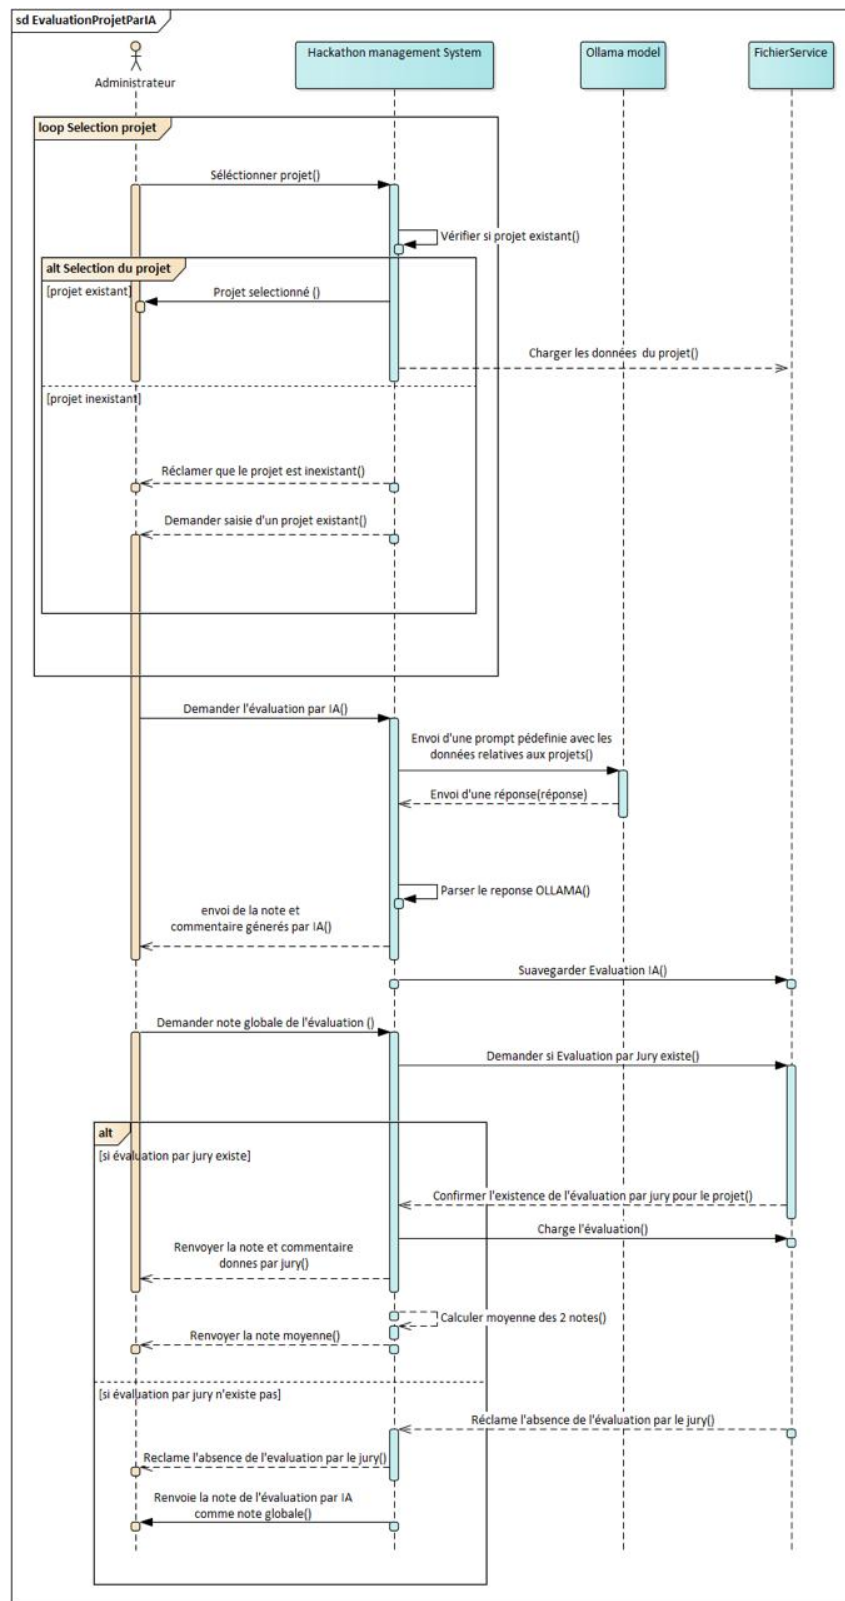 sd EvaluationProjetParIA
Administrateur
Hackathon management System
Ollama model
FichierService
loop Selection projet
Séléctionner projet()
Vérifier si projet existant()
alt Selection du projet
[projet existant]
Projet selectionné ()
Charger les données  du projet()
[projet inexistant]
Réclamer que le projet est inexistant()
Demander saisie d'un projet existant()
Demander l'évaluation par IA()
Envoi d'une prompt pédefinie avec les
données relatives aux projets()
Envoi d'une réponse(réponse)
Parser le reponse OLLAMA()
envoi de la note et
commentaire génerés par IA()
Suavegarder Evaluation IA()
Demander note globale de l'évaluation ()
Demander si Evaluation par Jury existe()
alt
[si évaluation par jury existe]
Confirmer l'existence de l'évaluation par jury pour le projet()
Charge l'évaluation()
Renvoyer la note et commentaire
donnes par jury()
Calculer moyenne des 2 notes()
Renvoyer la note moyenne()
[si évaluation par jury n'existe pas]
Réclame l'absence de l'évaluation par le jury()
Reclame l'absence de l'evaluation par le jury()
Renvoie la note de l'évaluation par IA
comme note globale()